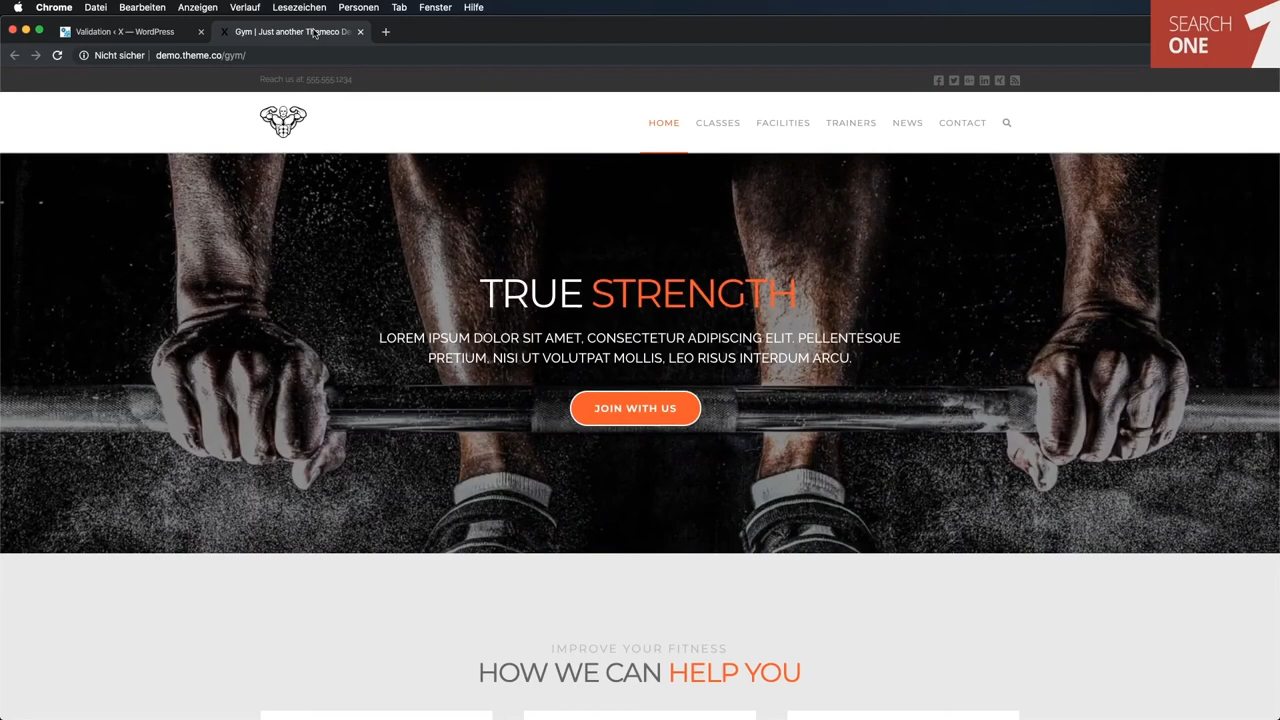 Chrome Datei Bearbeiten Anzeigen Verlauf Lesezeichen Personen Tab Fenster Hilfe
SEARCH
ONE
1
Validation ‹ X — WordPress
Gym | Just another Themeco De
Nicht sicher demo.theme.co/gym/
Reach us at: 555.555.1234
HOME CLASSES FACILITIES TRAINERS NEWS CONTACT
TRUE STRENGTH
LOREM IPSUM DOLOR SIT AMET, CONSECTETUR ADIPISCING ELIT. PELLENTESQUE
PRETIUM, NISI UT VOLUTPAT MOLLIS, LEO RISUS INTERDUM ARCU.
JOIN WITH US
IMPROVE YOUR FITNESS
HOW WE CAN HELP YOU